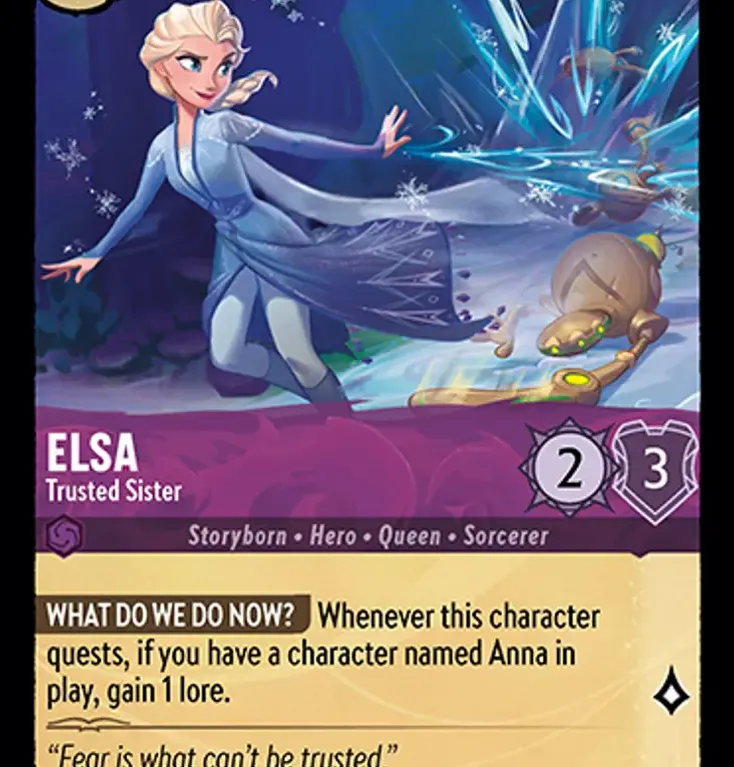 ELSA
Trusted Sister
2
3
Storyborn • Hero • Queen • Sorcerer
WHAT DO WE DO NOW? Whenever this character
quests, if you have a character named Anna in
play, gain 1 lore.
“Fear is what can’t be trusted.”